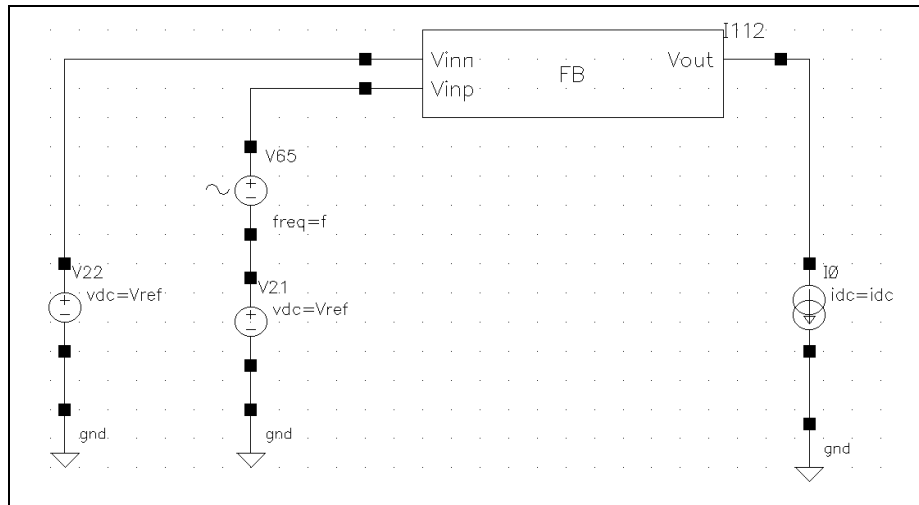 I112
Vinn
FB
Vout
Vinp
V65
freq=f
V22
vdc=Vref
V21
vdc=Vref
I0
idc=idc
gnd
gnd
gnd